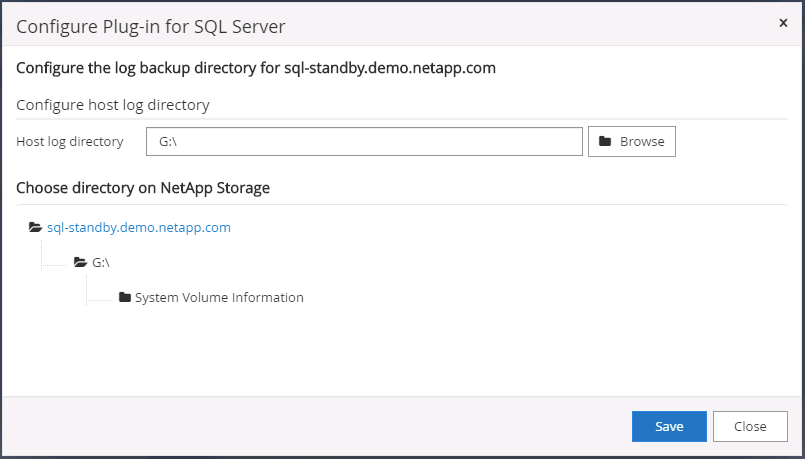 Configure Plug-in for SQL Server
×
Configure the log backup directory for sql-standby.demo.netapp.com
Configure host log directory
Host log directory
G:\
Browse
Choose directory on NetApp Storage
sql-standby.demo.netapp.com
G:\
System Volume Information
Save
Close